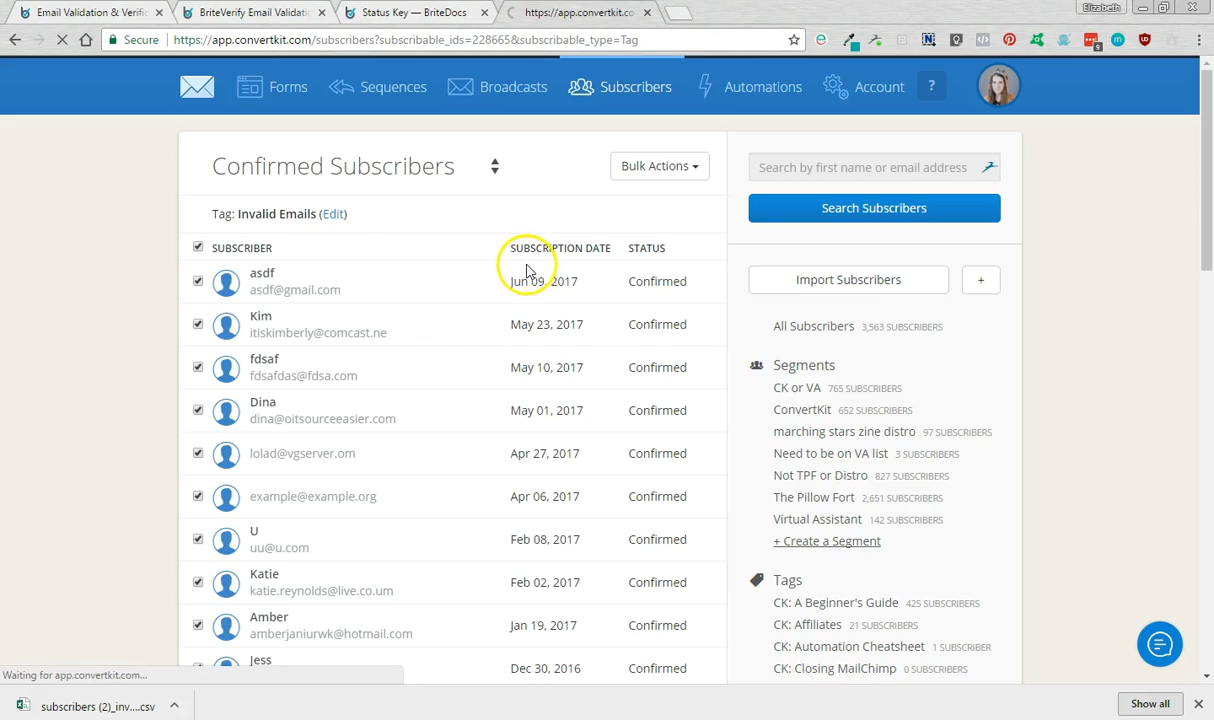 Email Validation & Verific
BriteVerify Email Validati
Status Key — BriteDocs
https://app.convertkit.co
Elizabeth
Secure
https://app.convertkit.com/subscribers?subscribable_ids=228665&subscribable_type=Tag
9
Forms
Sequences
Broadcasts
Subscribers
Automations
Account
?
Confirmed Subscribers
Bulk Actions
Search by first name or email address
Search Subscribers
Tag: Invalid Emails (Edit)
SUBSCRIBER SUBSCRIPTION DATE STATUS
asdf
asdf@gmail.com
Jun 09, 2017 Confirmed
Kim
itiskimberly@comcast.ne
May 23, 2017 Confirmed
fdsaf
fdsafdas@fdsa.com
May 10, 2017 Confirmed
Dina
dina@oitsourceeasier.com
May 01, 2017 Confirmed
lolad@vgserver.om Apr 27, 2017 Confirmed
example@example.org Apr 06, 2017 Confirmed
U
uu@u.com
Feb 08, 2017 Confirmed
Katie
katie.reynolds@live.co.um
Feb 02, 2017 Confirmed
Amber
amberjaniurwk@hotmail.com
Jan 19, 2017 Confirmed
Jess
Dec 30, 2016 Confirmed
Import Subscribers
+
All Subscribers 3,563 SUBSCRIBERS
Segments
CK or VA 765 SUBSCRIBERS
ConvertKit 652 SUBSCRIBERS
marching stars zine distro 97 SUBSCRIBERS
Need to be on VA list 3 SUBSCRIBERS
Not TPF or Distro 827 SUBSCRIBERS
The Pillow Fort 2,651 SUBSCRIBERS
Virtual Assistant 142 SUBSCRIBERS
+ Create a Segment
Tags
CK: A Beginner's Guide 425 SUBSCRIBERS
CK: Affiliates 21 SUBSCRIBERS
CK: Automation Cheatsheet 1 SUBSCRIBER
CK: Closing MailChimp 0 SUBSCRIBERS
Waiting for app.convertkit.com...
subscribers (2)_inv....csv
Show all